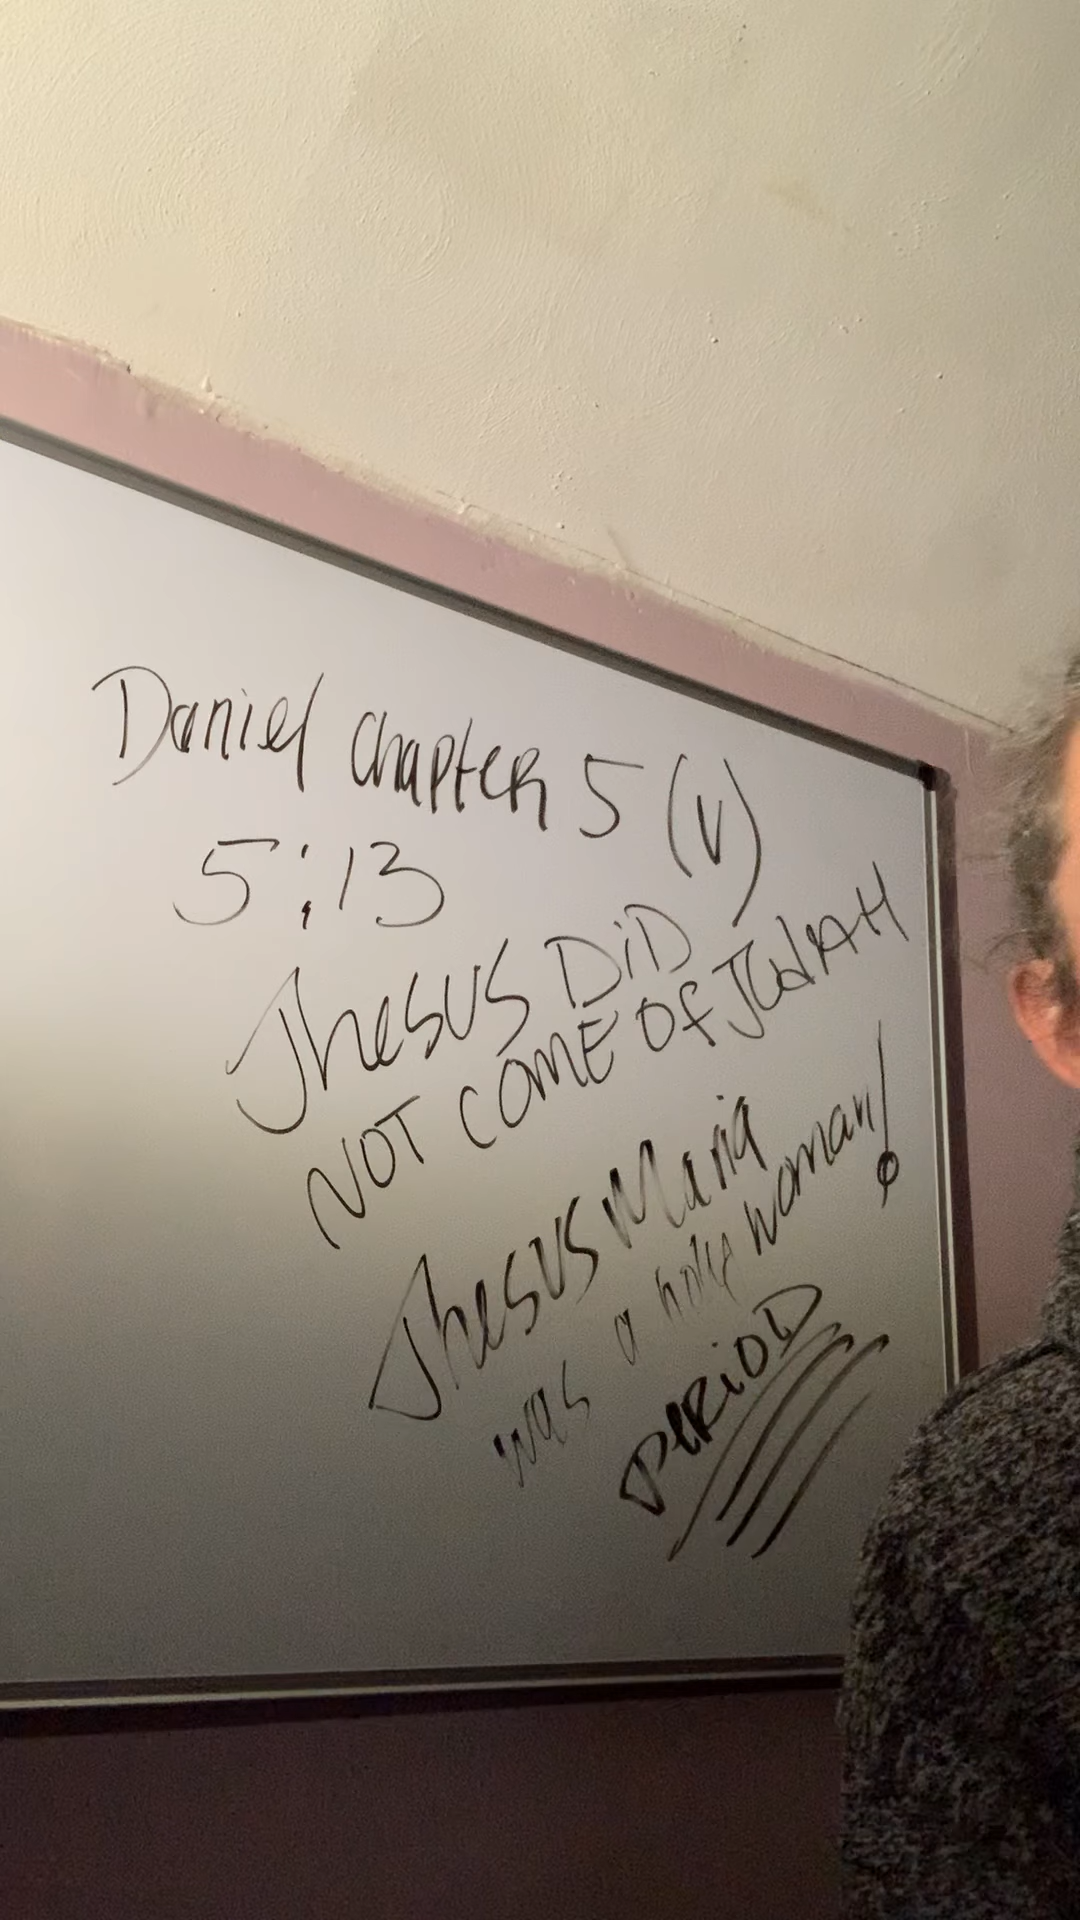 Daniel Chapter 5 (V)
5:13
Jhesus DiD
NOT COME Of JUdAH
Jhesus Maria
was a holy woman!
PERiOD